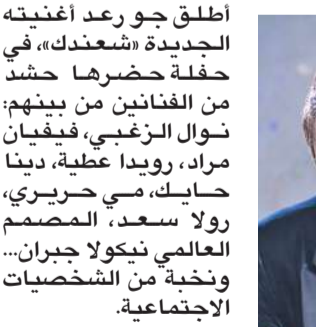 أطلق جو رعد أغنيته
الجديدة «شعندك»، في
حفلة حضرها حشد
من الفنانين من بينهم:
نوال الزغبي، فيفيان
مراد، رويدا عطية، دينا
حايك، مي حريري،
رولا سعد، المصمم
العالمي نيكولا جبران...
ونخبة من الشخصيات
الاجتماعية.